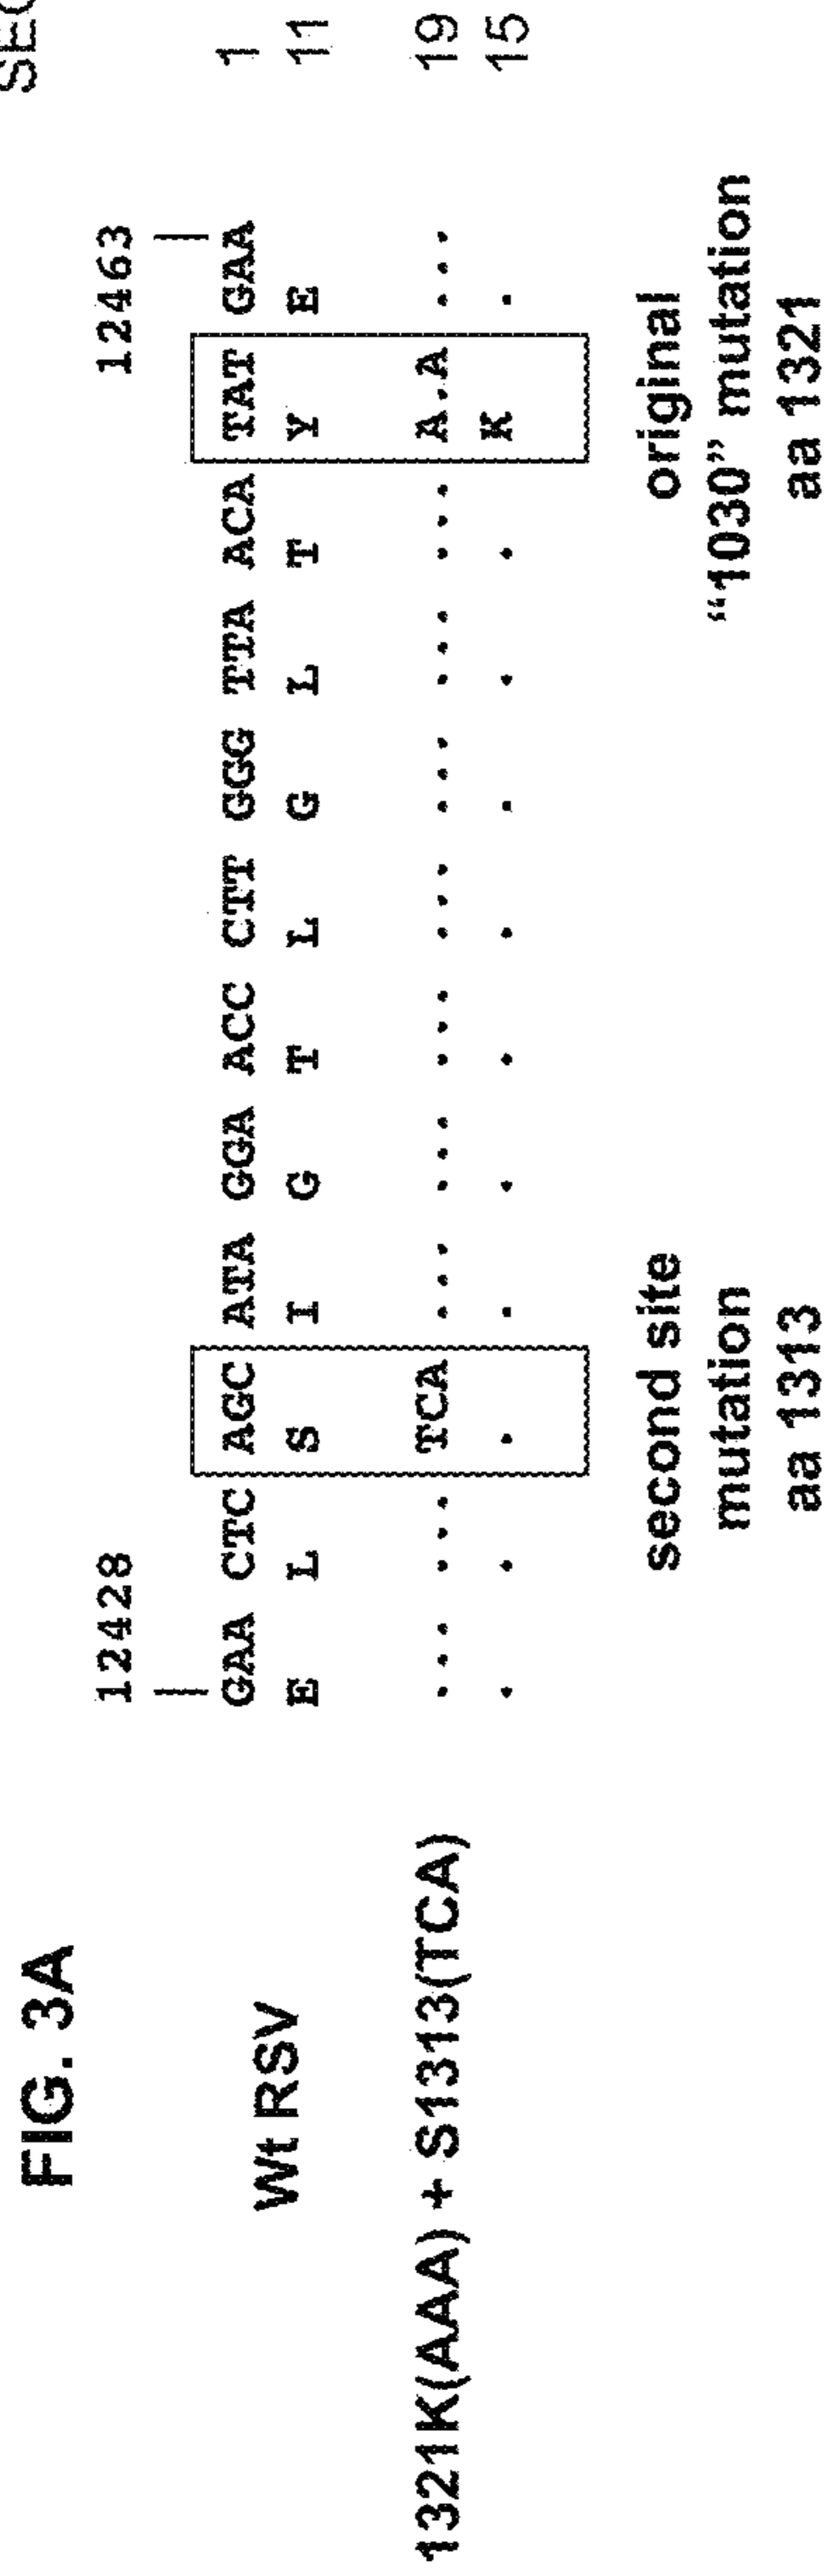 FIG. 3A
SEQ
12428 12463
Wt RSV GAA CTC AGC ATA GGA ACC CTT GGG TTA ACA TAT GAA 1
E L S I G T L G L T Y E 11
1321K(AAA) + S1313(TCA) ... ... TCA ... ... ... ... ... ... ... A.A ... 19
. . . . . . . . . . K . 15
second site original
mutation "1030" mutation
aa 1313 aa 1321